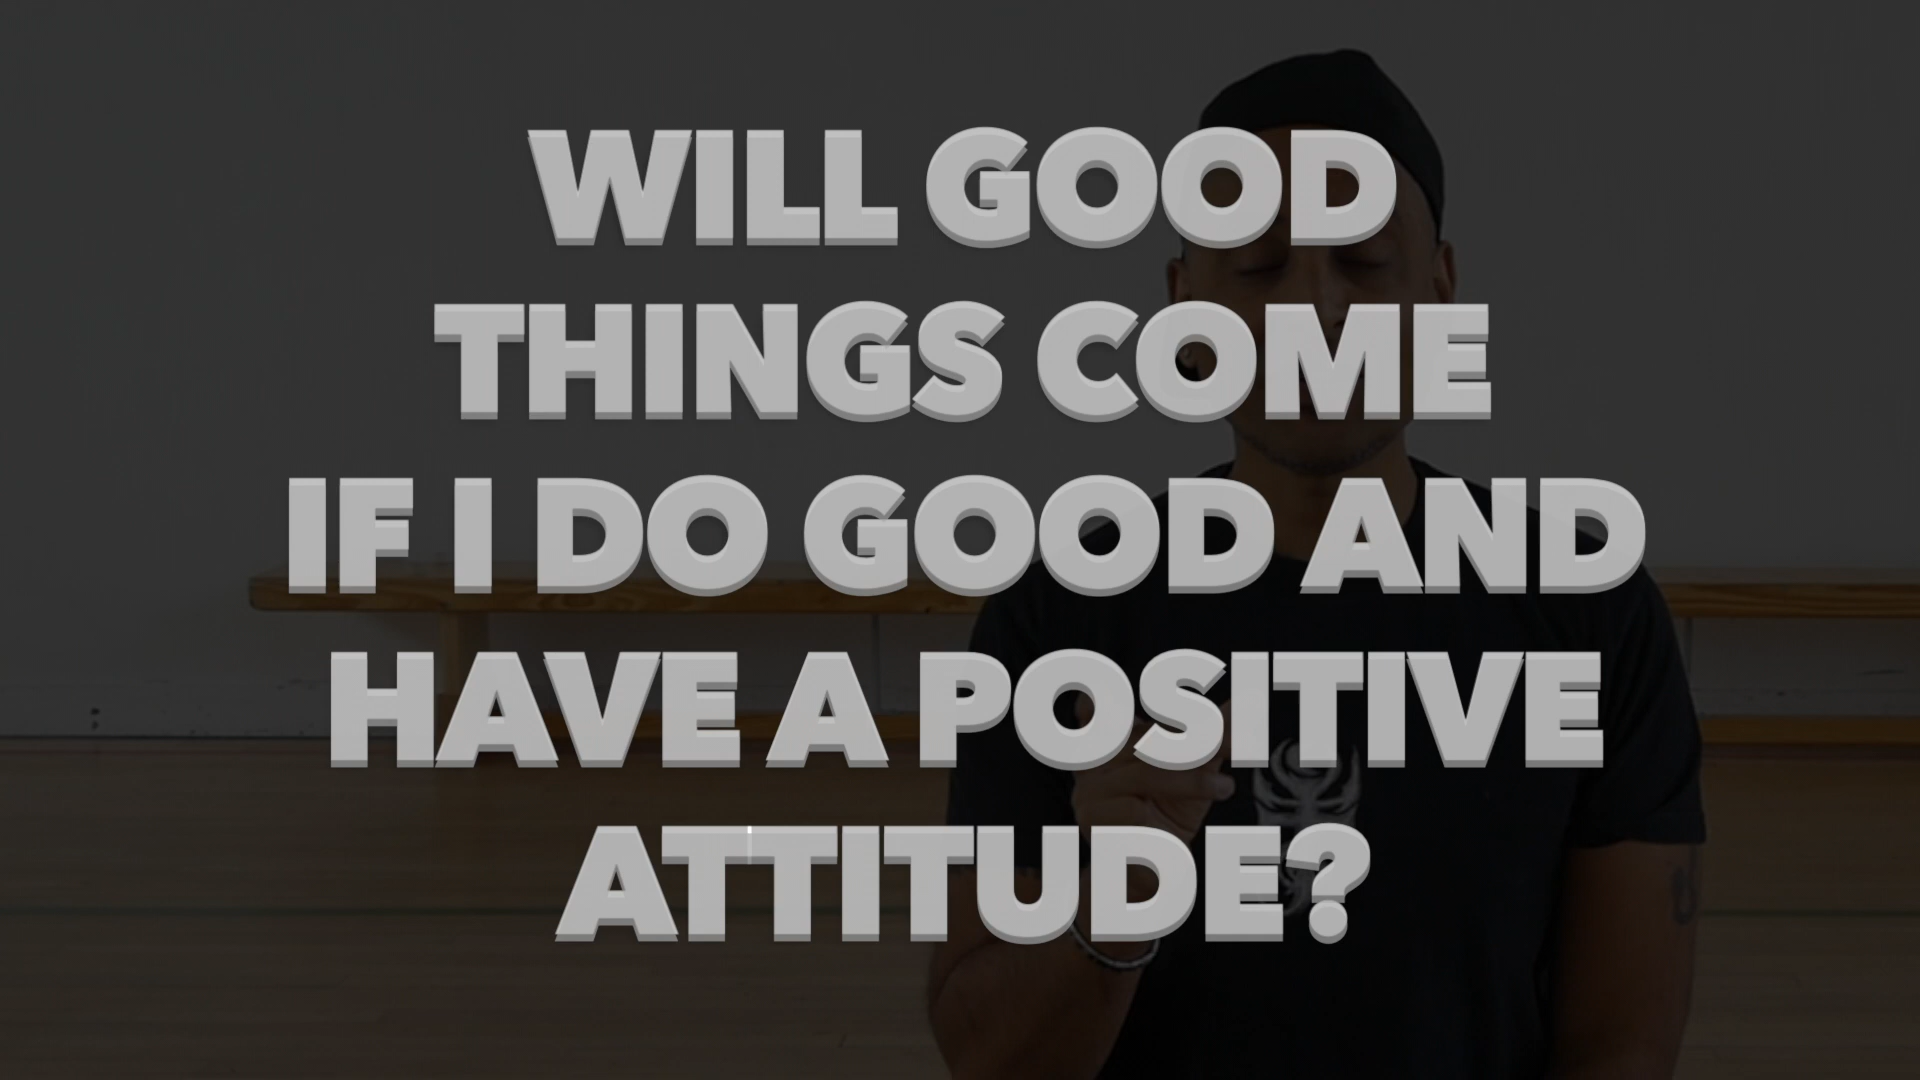 WILL GOOD
THINGS COME
IF I DO GOOD AND
HAVE A POSITIVE
ATTITUDE?